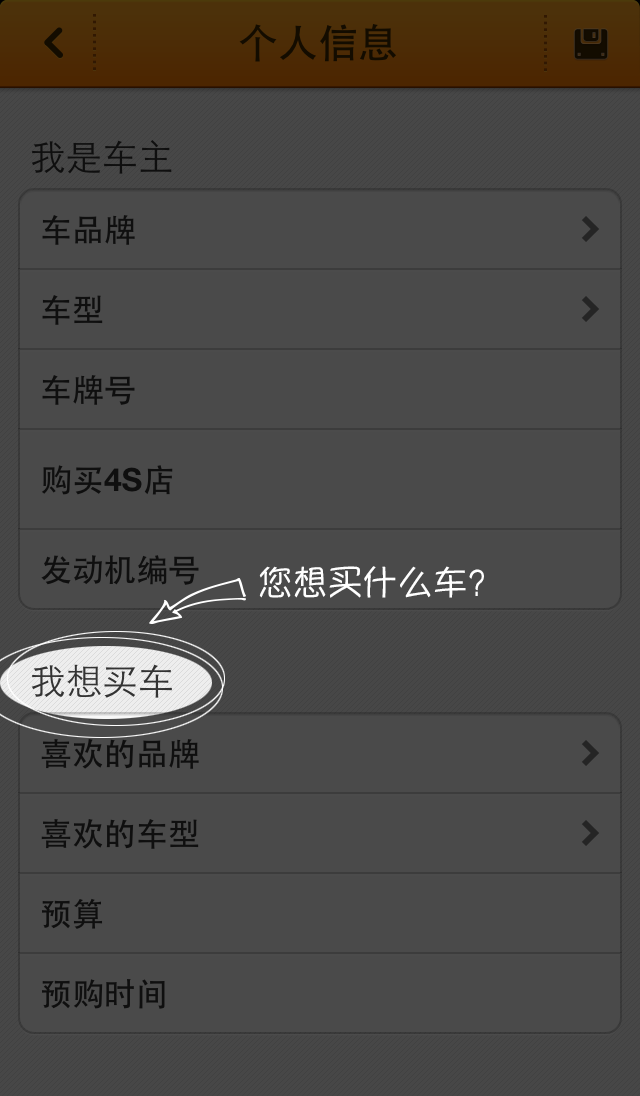 个人信息
我是车主
车品牌
车型
车牌号
购买4S店
发动机编号
您想买什么车?
我想买车
喜欢的品牌
喜欢的车型
预算
预购时间